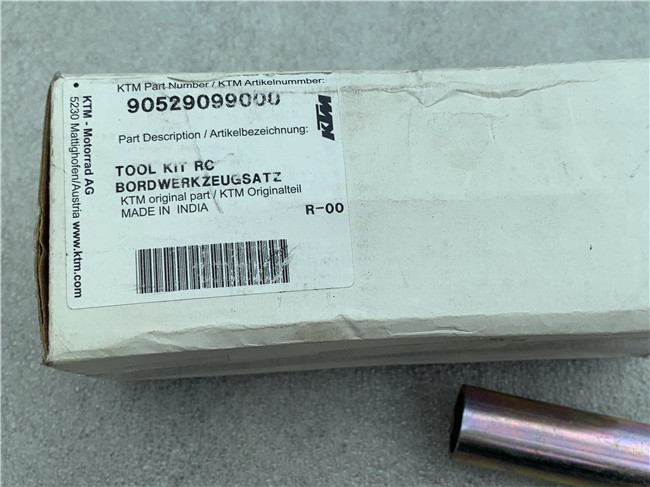 KTM Part Number / KTM Artikelnummber:
90529099000
KTM
Part Description / Artikelbezeichnung:
TOOL KIT RC
BORDWERKZEUGSATZ
KTM original part / KTM Originalteil
MADE IN INDIA
R-00
KTM - Motorrad AG
5230 Mattighofen/Austria www.ktm.com